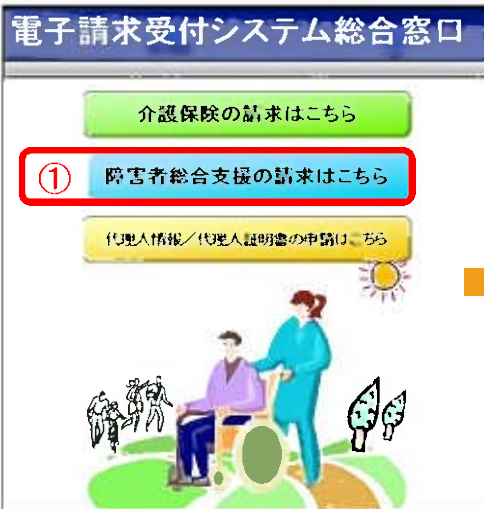 電子請求受付システム総合窓口
介護保険の請求はこちら
① 障害者総合支援の請求はこちら
代理人情報/代理人証明書の申請はこちら